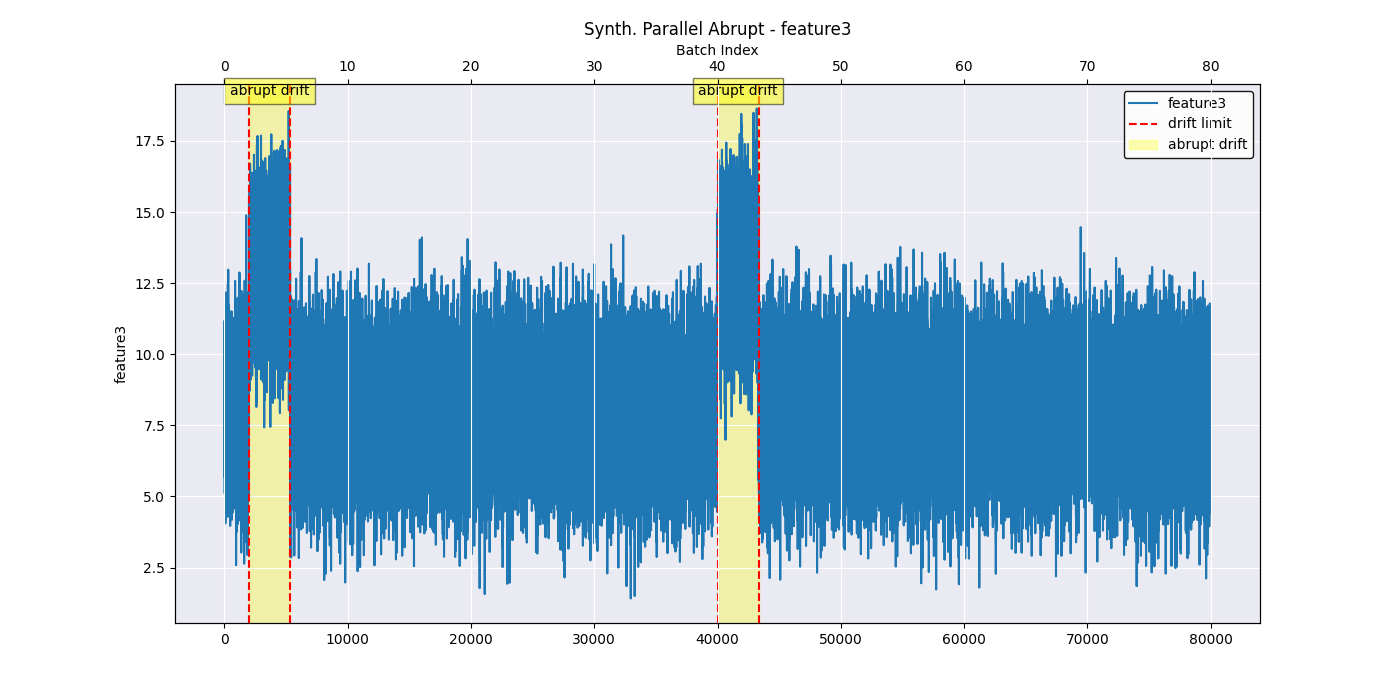 Synth. Parallel Abrupt - feature3
Batch Index
0 10 20 30 40 50 60 70 80
abrupt drift abrupt drift
feature3
drift limit
abrupt drift
17.5
15.0
12.5
10.0
7.5
5.0
2.5
feature3
0 10000 20000 30000 40000 50000 60000 70000 80000